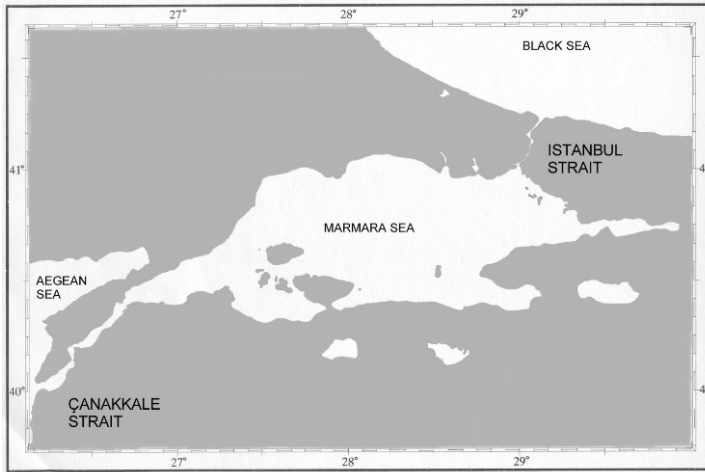 27° 28° 29°
BLACK SEA
41°
ISTANBUL
STRAIT
MARMARA SEA
AEGEAN
SEA
40°
ÇANAKKALE
STRAIT
27° 28° 29°